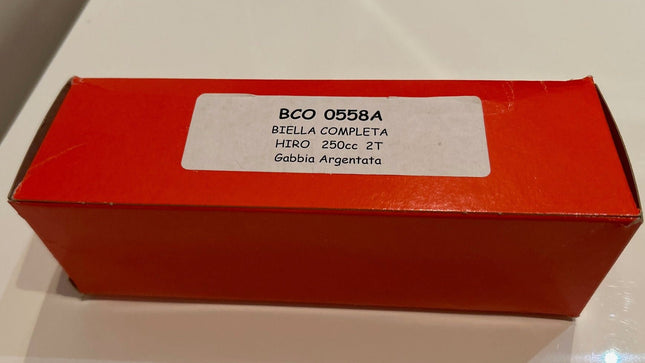 BCO 0558A
BIELLA COMPLETA
HIRO 250cc 2T
Gabbia Argentata